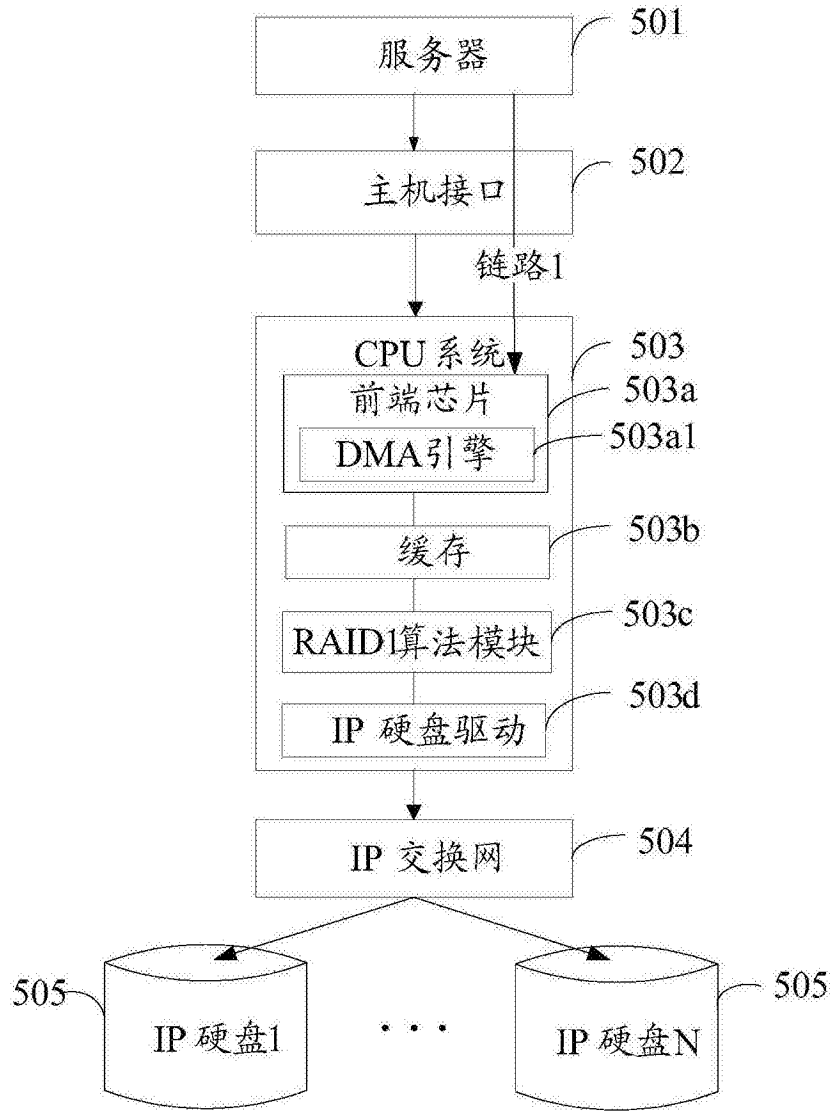 服务器
501
主机接口
502
链路1
CPU 系统
503
前端芯片
503a
DMA引擎
503a1
缓存
503b
RAID1算法模块
503c
IP 硬盘驱动
503d
IP 交换网
504
505
IP 硬盘1
...
IP 硬盘N
505